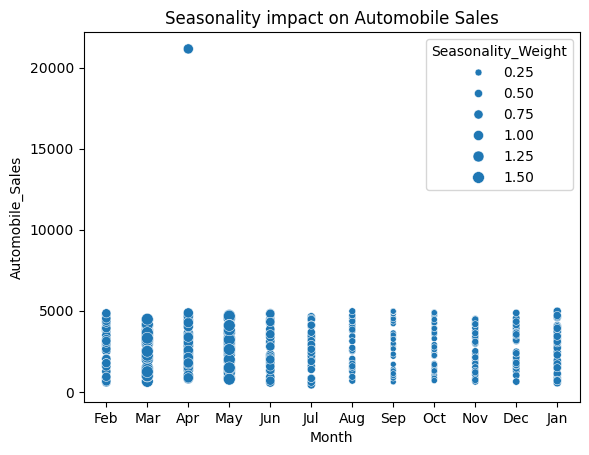 Seasonality impact on Automobile Sales
Automobile_Sales
20000
15000
10000
5000
0
Seasonality_Weight
0.25
0.50
0.75
1.00
1.25
1.50
Feb Mar Apr May Jun Jul Aug Sep Oct Nov Dec Jan
Month